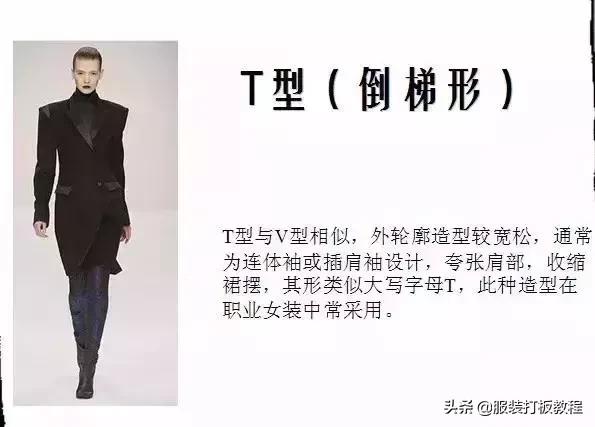 T型（倒梯形）
T型与V型相似，外轮廓造型较宽松，通常
为连体袖或插肩袖设计，夸张肩部，收缩
裙摆，其形类似大写字母T，此种造型在
职业女装中常采用。
头条 @服装打板教程